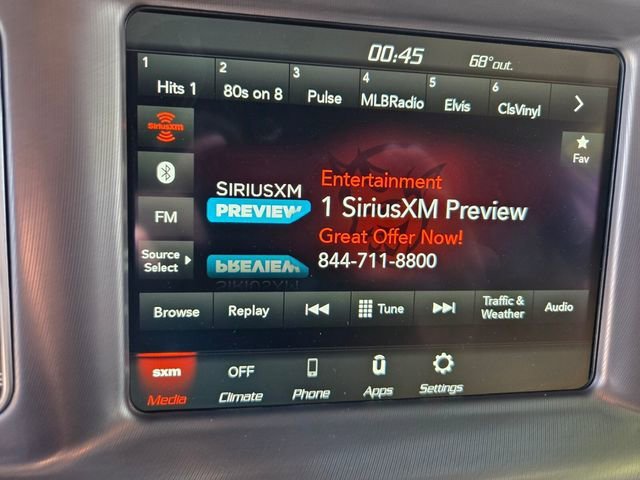 00:45 68°out.
1 2 3 4 5 6
Hits 1 80s on 8 Pulse MLBRadio Elvis ClsVinyl
SiriusXM
Fav
Entertainment
SIRIUSXM
PREVIEW
1 SiriusXM Preview
FM
Great Offer Now!
Source
Select
844-711-8800
PREVIEW
SIRIUSXM
Browse Replay Tune Traffic &
Weather
Audio
sxm OFF
Media Climate Phone Apps Settings